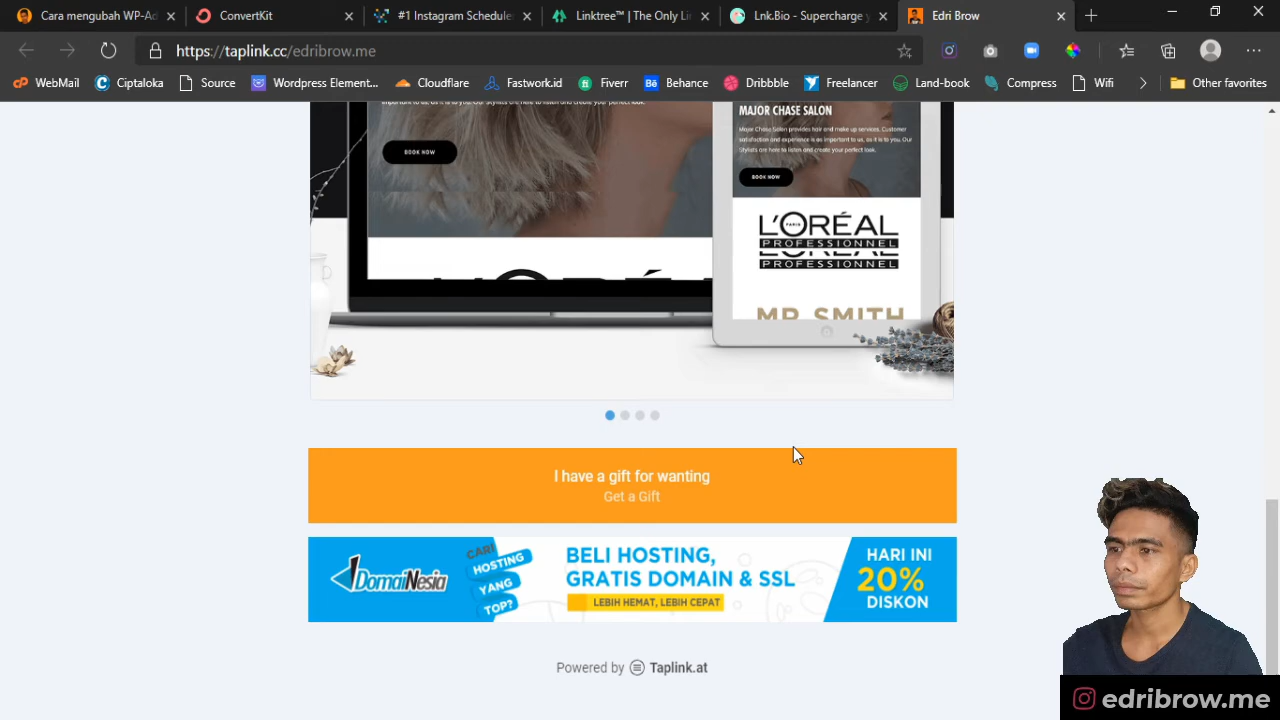 Cara mengubah WP-Ad
ConvertKit
#1 Instagram Schedule
Linktree™ | The Only Li
Lnk.Bio - Supercharge y
Edri Brow
https://taplink.cc/edribrow.me
WebMail
Ciptaloka
Source
Wordpress Element...
Cloudflare
Fastwork.id
Fiverr
Behance
Dribbble
Freelancer
Land-book
Compress
Wifi
Other favorites
BOOK NOW
MAJOR CHASE SALON
Major Chase Salon provides hair and make up services. Customer
satisfaction and experience is as important to us, as it is to you. Our
Stylists are here to listen and create your perfect look.
BOOK NOW
L'ORÉAL
PARIS
PROFESSIONNEL
PROFESSIONNEL
MR. SMITH
I have a gift for wanting
Get a Gift
DomaiNesia
CARI
HOSTING
YANG
TOP?
BELI HOSTING,
GRATIS DOMAIN & SSL
LEBIH HEMAT, LEBIH CEPAT
HARI INI
20%
DISKON
Powered by Taplink.at
edribrow.me